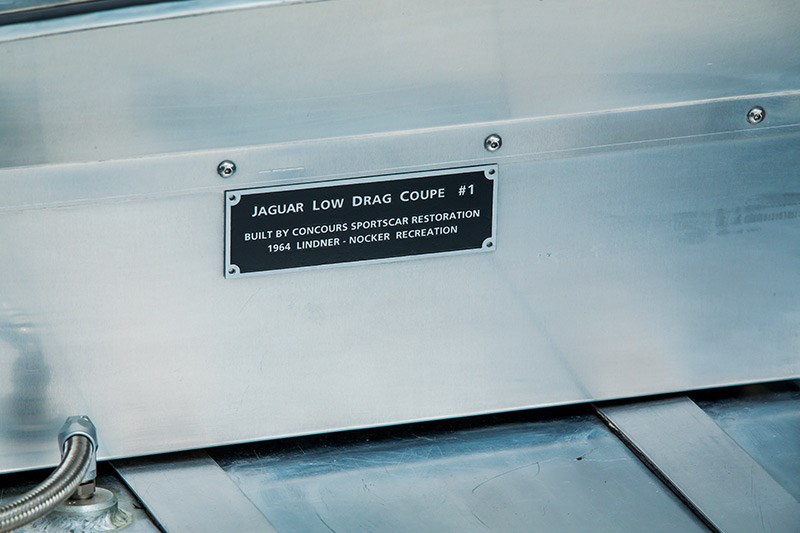 JAGUAR LOW DRAG COUPE #1
BUILT BY CONCOURS SPORTSCAR RESTORATION
1964 LINDNER - NOCKER RECREATION